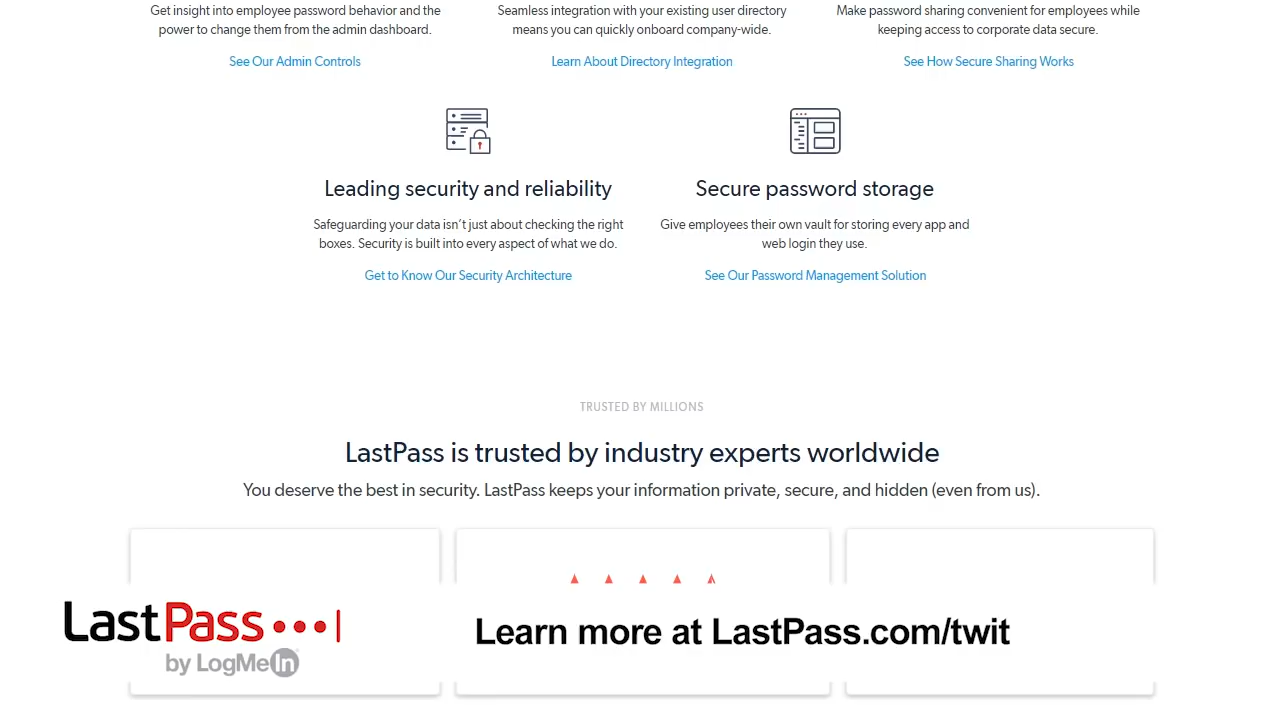 Get insight into employee password behavior and the
power to change them from the admin dashboard.
See Our Admin Controls
Seamless integration with your existing user directory
means you can quickly onboard company-wide.
Learn About Directory Integration
Make password sharing convenient for employees while
keeping access to corporate data secure.
See How Secure Sharing Works
Leading security and reliability
Safeguarding your data isn’t just about checking the right
boxes. Security is built into every aspect of what we do.
Get to Know Our Security Architecture
Secure password storage
Give employees their own vault for storing every app and
web login they use.
See Our Password Management Solution
TRUSTED BY MILLIONS
LastPass is trusted by industry experts worldwide
You deserve the best in security. LastPass keeps your information private, secure, and hidden (even from us).
LastPass...|
by LogMeIn
Learn more at LastPass.com/twit